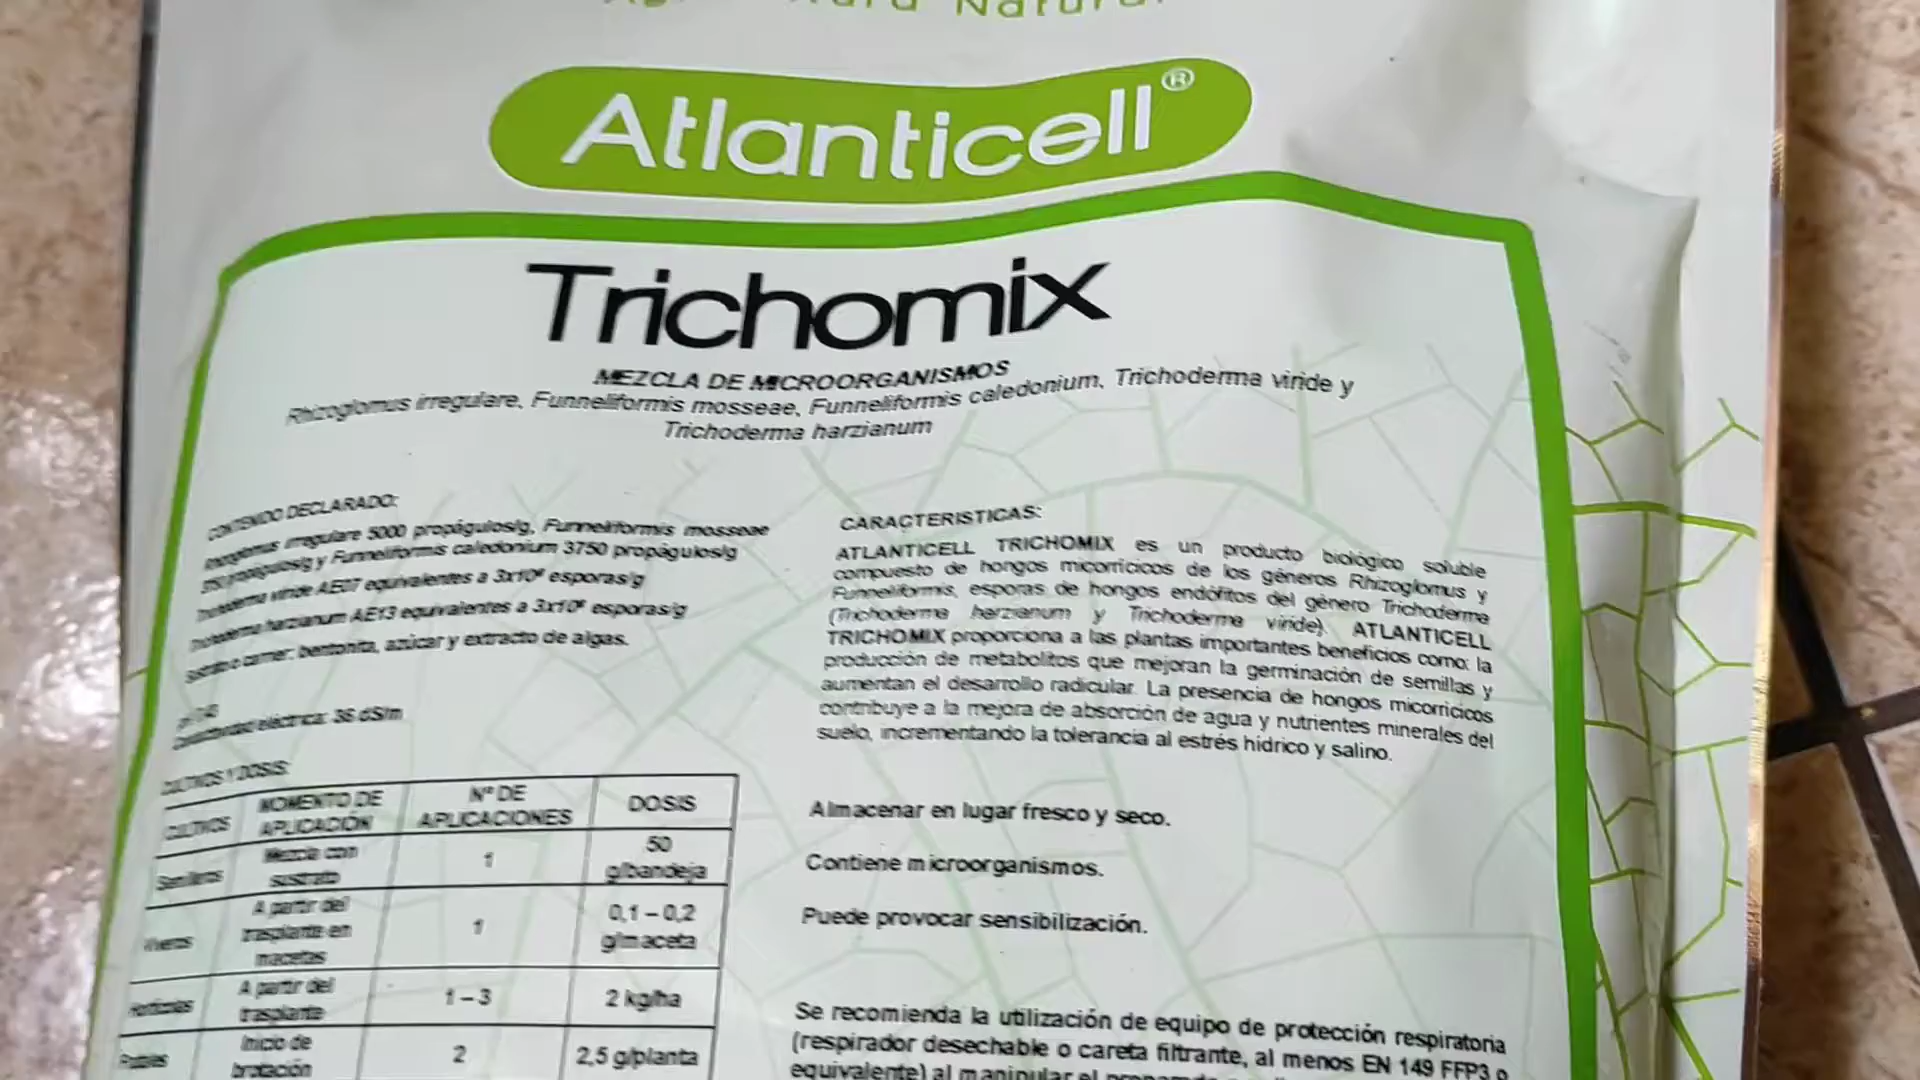 Natural
Atlanticell®
Trichomix
MEZCLA DE MICROORGANISMOS
Rhizoglomus irregulare, Funneliformis mosseae, Funneliformis caledonium, Trichoderma viride y
Trichoderma harzianum
CONTENIDO DECLARADO:
Rhizoglomus irregulare 5000 propágulos/g, Funneliformis mosseae
3750 propágulos/g y Funneliformis caledonium 3750 propágulos/g
Trichoderma viride AE07 equivalentes a esporas/g
Trichoderma harzianum AE13 equivalentes a esporas/g
Sustrato o carrier: bentonita, azúcar y extracto de algas.
Conductividad eléctrica: 36 dS/m
CULTIVOS Y DOSIS:
CULTIVOS
MOMENTO DE
APLICACIÓN
Nº DE
APLICACIONES
DOSIS
Semilleros
Mezcla con
sustrato
1
50
g/bandeja
Viveros
A partir del
trasplante en
macetas
1
0,1 – 0,2
g/maceta
Hortícolas
A partir del
trasplante
1 – 3
2 kg/ha
Frutales
Inicio de
brotación
2
2,5 g/planta
CARACTERISTICAS:
ATLANTICELL TRICHOMIX es un producto biológico soluble
compuesto de hongos micorrícicos de los géneros Rhizoglomus y
Funneliformis, esporas de hongos endófitos del género Trichoderma
(Trichoderma harzianum y Trichoderma viride). ATLANTICELL
TRICHOMIX proporciona a las plantas importantes beneficios como: la
producción de metabolitos que mejoran la germinación de semillas y
aumentan el desarrollo radicular. La presencia de hongos micorrícicos
contribuye a la mejora de absorción de agua y nutrientes minerales del
suelo, incrementando la tolerancia al estrés hídrico y salino.
Almacenar en lugar fresco y seco.
Contiene microorganismos.
Puede provocar sensibilización.
Se recomienda la utilización de equipo de protección respiratoria
(respirador desechable o careta filtrante, al menos EN 149 FFP3 o
equivalente) al manipular el